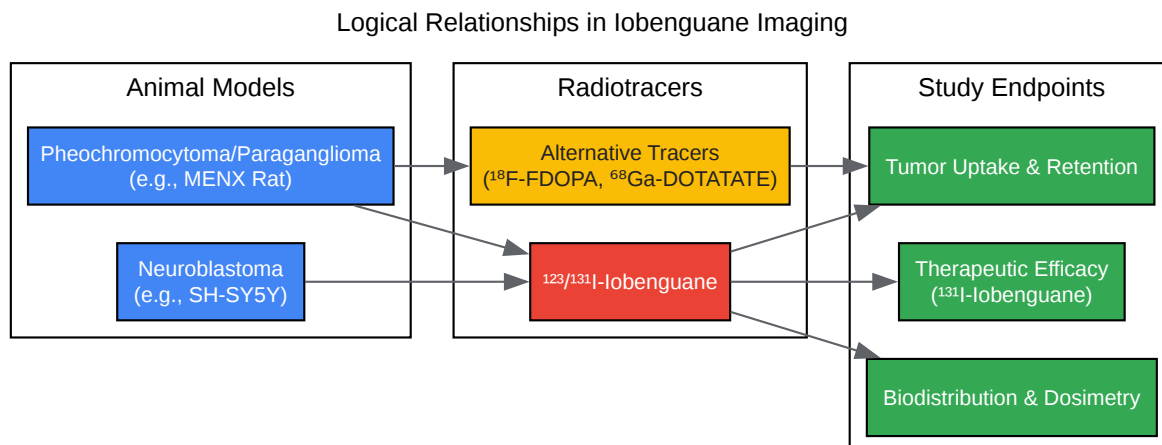 Logical Relationships in Iobenguane Imaging
Animal Models
Pheochromocytoma/Paraganglioma
(e.g., MENX Rat)
Neuroblastoma
(e.g., SH-SY5Y)
Radiotracers
Alternative Tracers
(¹⁸F-FDOPA, ⁶⁸Ga-DOTATATE)
¹²³/¹³¹I-Iobenguane
Study Endpoints
Tumor Uptake & Retention
Therapeutic Efficacy
(¹³¹I-Iobenguane)
Biodistribution & Dosimetry